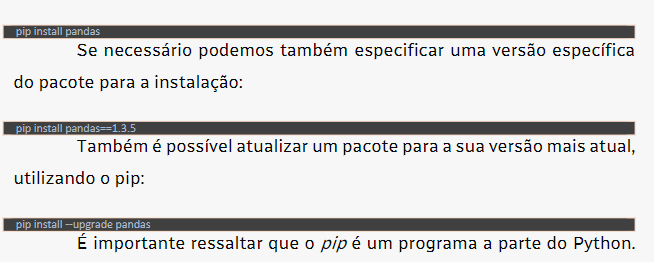 pip install pandas
Se necessário podemos também especificar uma versão específica
do pacote para a instalação:
pip install pandas==1.3.5
Também é possível atualizar um pacote para a sua versão mais atual,
utilizando o pip:
pip install --upgrade pandas
É importante ressaltar que o pip é um programa a parte do Python.